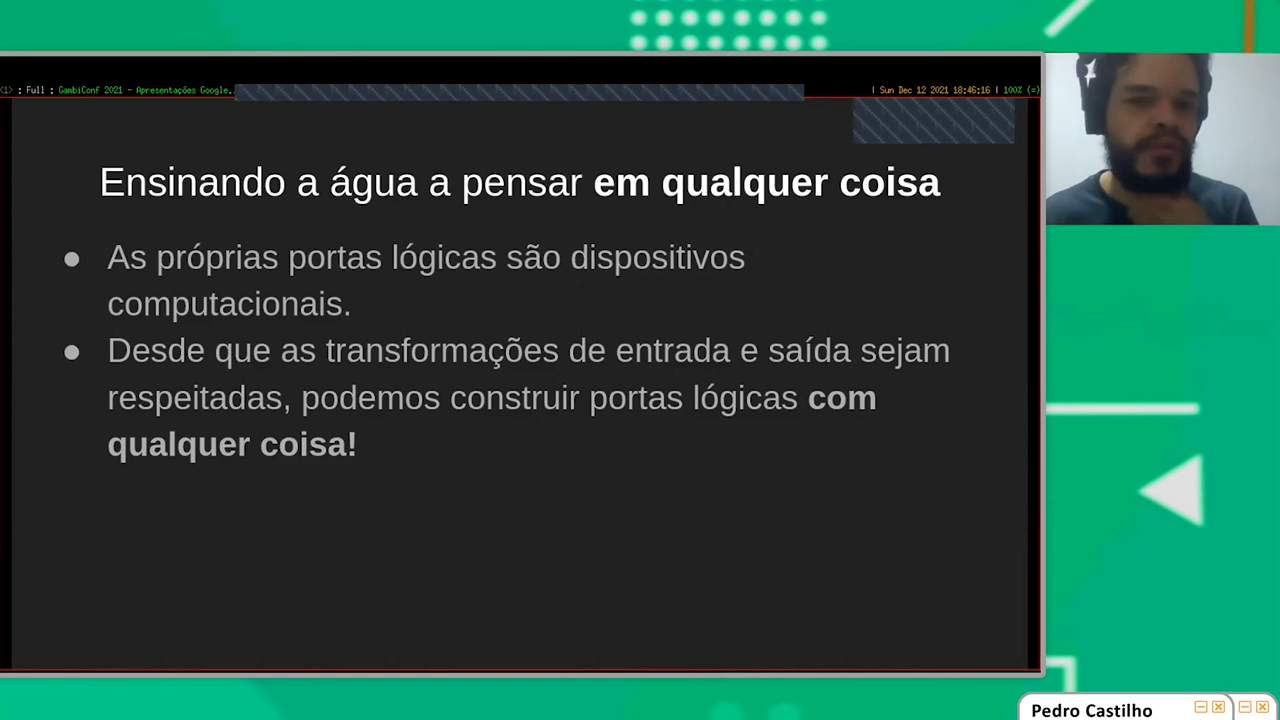 <1> : Full : GambiConf 2021 - Apresentações Google.
| Sun Dec 12 2021 18:46:16 | 100% (=)
Ensinando a água a pensar em qualquer coisa
● As próprias portas lógicas são dispositivos
computacionais.
● Desde que as transformações de entrada e saída sejam
respeitadas, podemos construir portas lógicas com
qualquer coisa!
Pedro Castilho